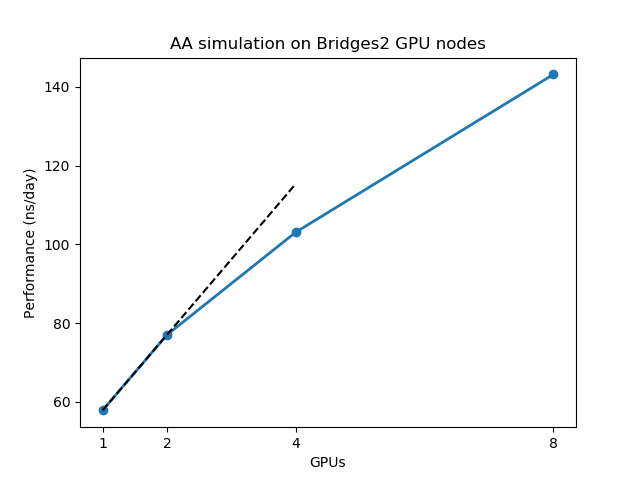 AA simulation on Bridges2 GPU nodes
140
120
100
80
60
Performance (ns/day)
1 2 4 8
GPUs